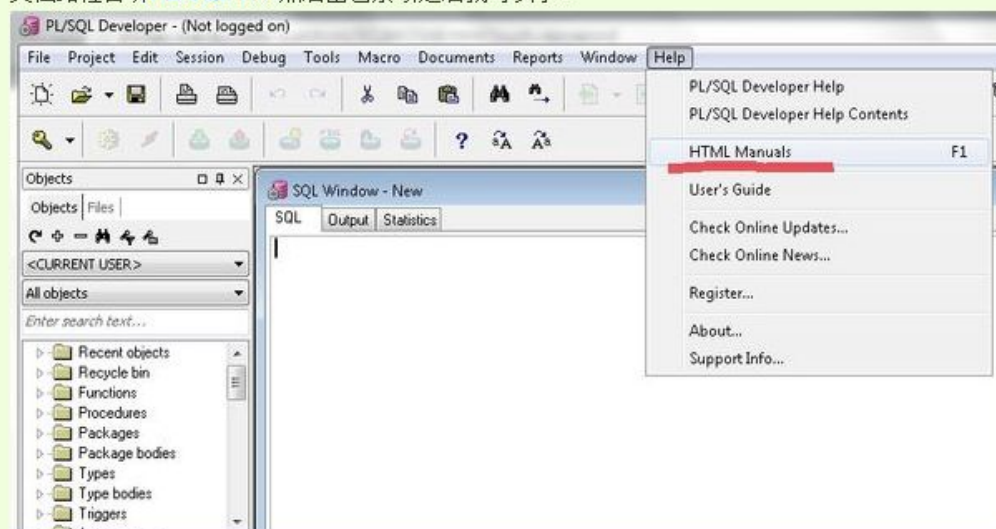 PL/SQL Developer - (Not logged on)
File Project Edit Session Debug Tools Macro Documents Reports Window Help
PL/SQL Developer Help
PL/SQL Developer Help Contents
HTML Manuals F1
User's Guide
Check Online Updates...
Check Online News...
Register...
About...
Support Info...
Objects
Objects Files
<CURRENT USER>
All objects
Enter search text...
Recent objects
Recycle bin
Functions
Procedures
Packages
Package bodies
Types
Type bodies
Triggers
SQL Window - New
SQL Output Statistics